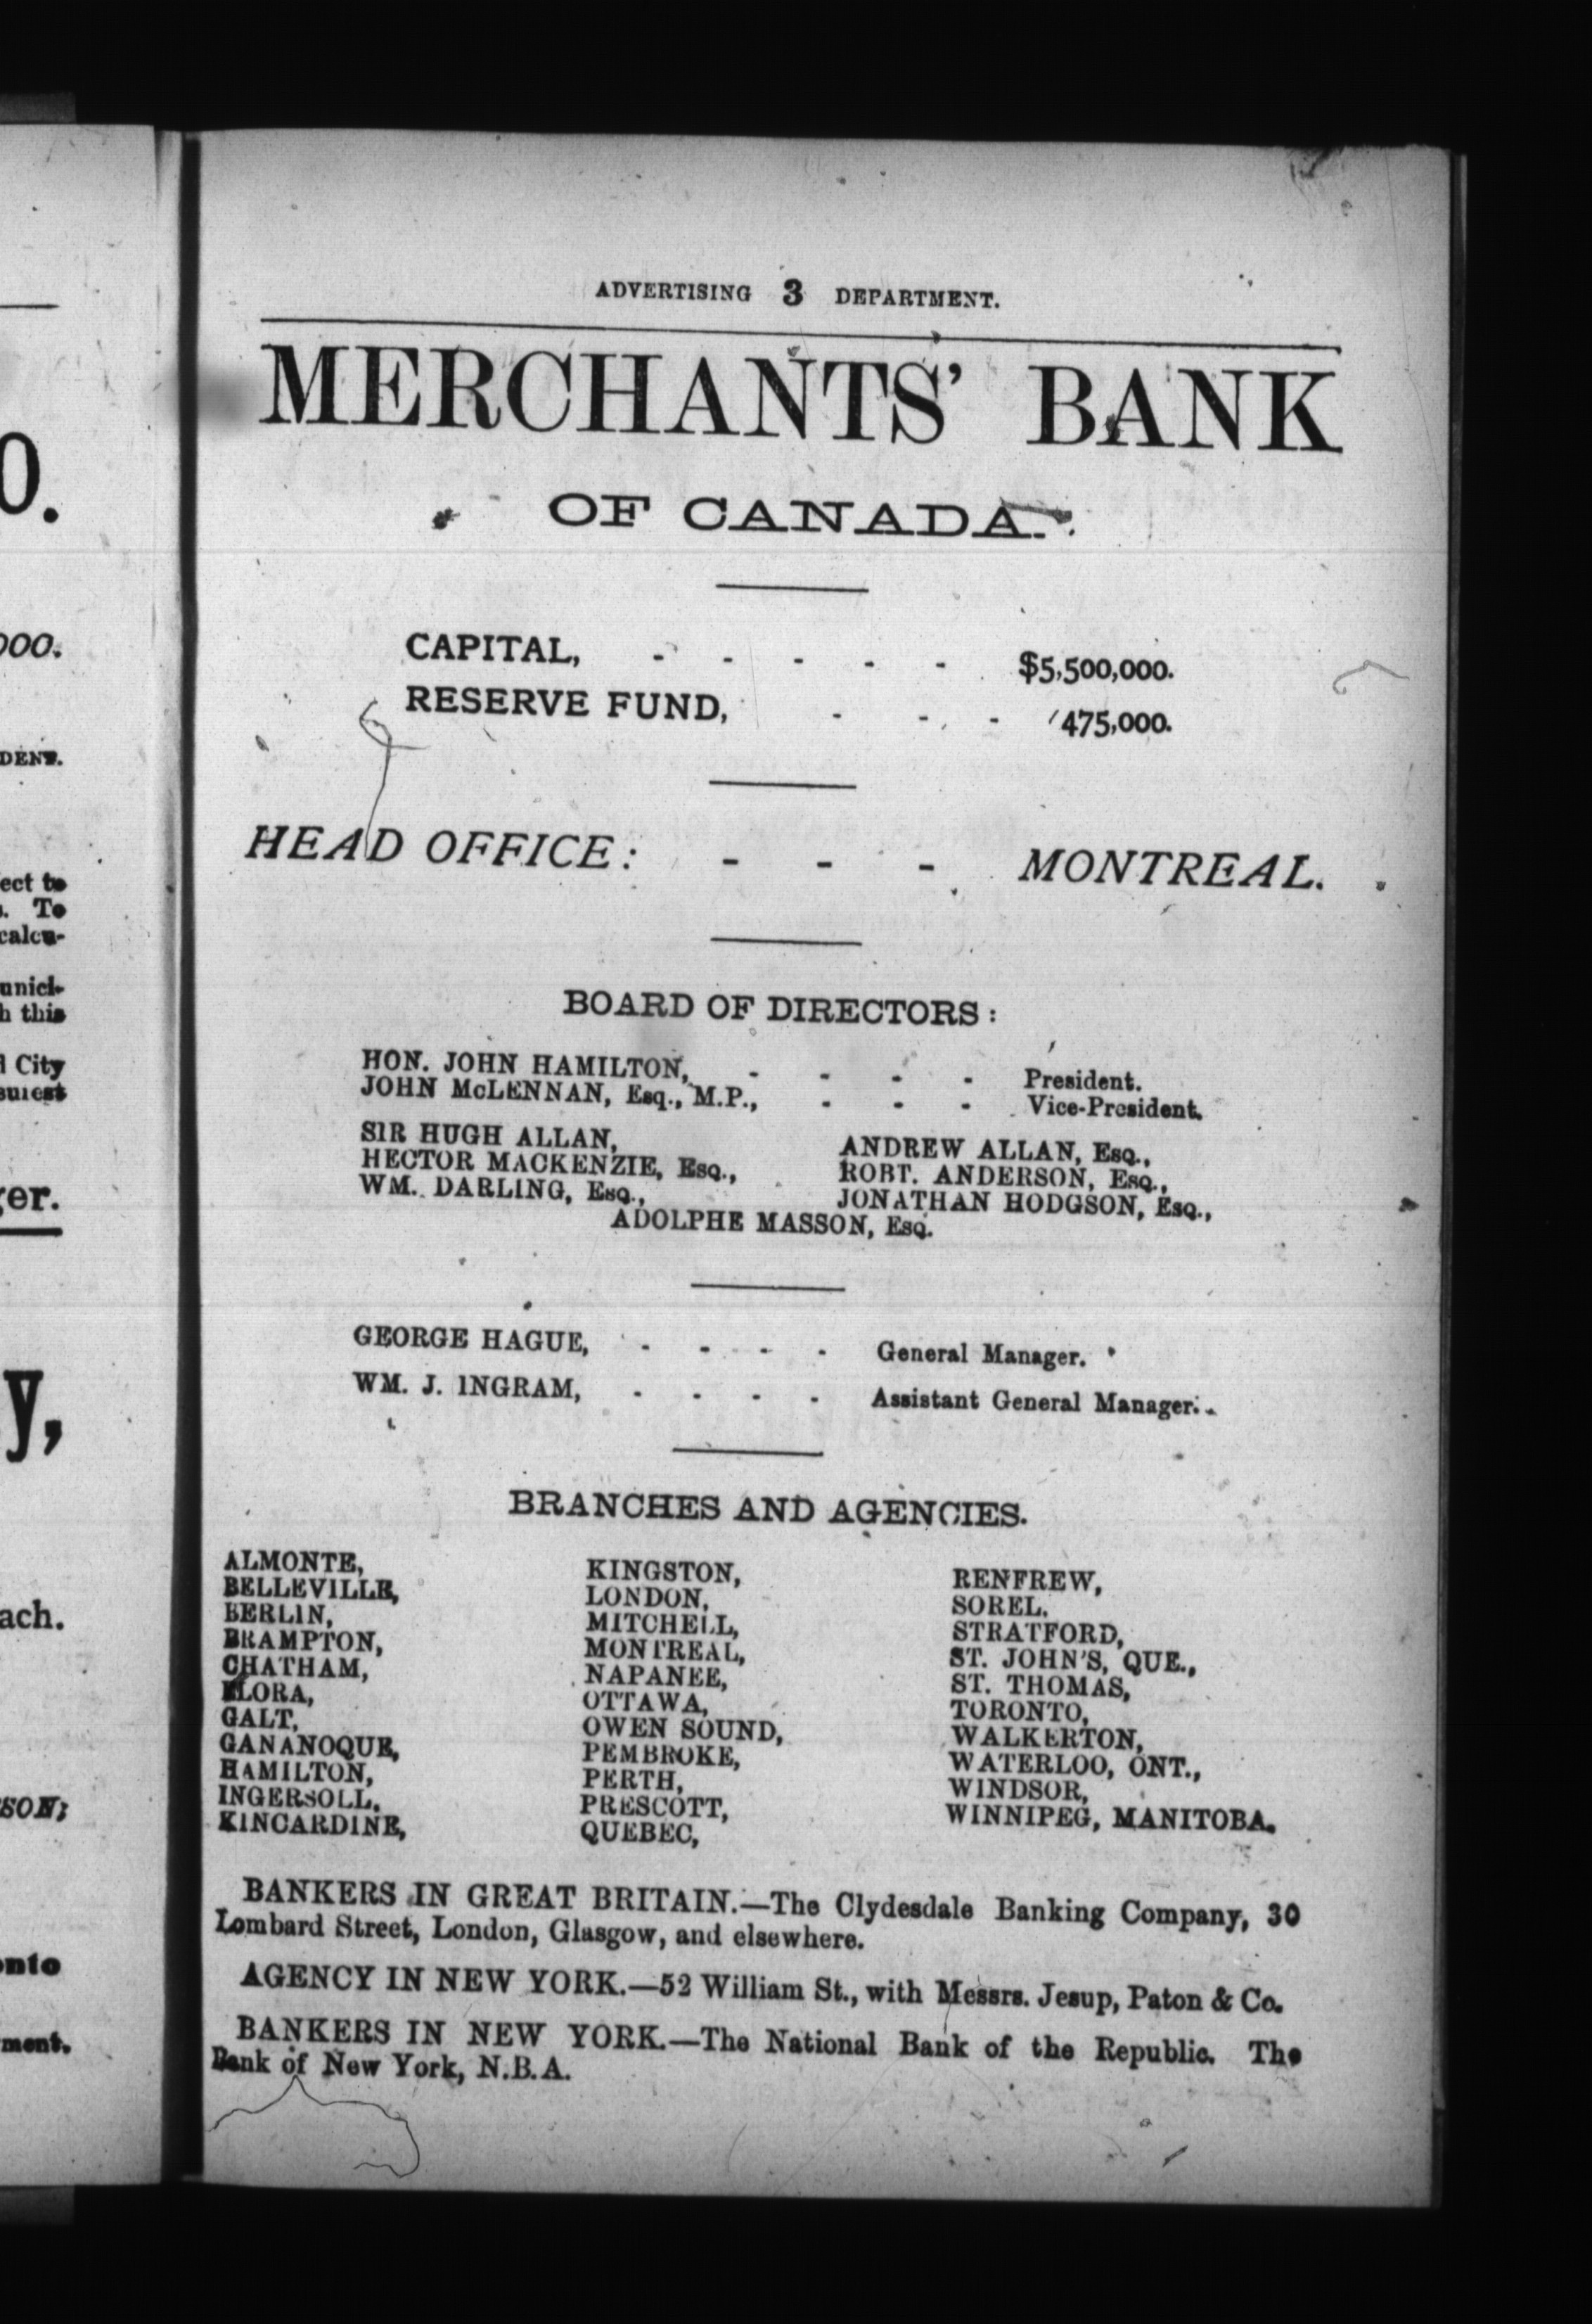 ADVERTISING 3 DEPARTMENT.
MERCHANTS' BANK
OF CANADA.
CAPITAL, - - - - - $5,500,000.
RESERVE FUND, - - - 475,000.
HEAD OFFICE: - - - MONTREAL.
BOARD OF DIRECTORS:
HON. JOHN HAMILTON, - - - - President.
JOHN McLENNAN, Esq., M.P., - - - Vice-President.
SIR HUGH ALLAN, ANDREW ALLAN, Esq.,
HECTOR MACKENZIE, Esq., ROBT. ANDERSON, Esq.,
WM. DARLING, Esq., JONATHAN HODGSON, Esq.,
ADOLPHE MASSON, Esq.
GEORGE HAGUE, - - - - General Manager.
WM. J. INGRAM, - - - - Assistant General Manager.
BRANCHES AND AGENCIES.
ALMONTE, KINGSTON, RENFREW,
BELLEVILLE, LONDON, SOREL,
BERLIN, MITCHELL, STRATFORD,
BRAMPTON, MONTREAL, ST. JOHN'S, QUE.,
CHATHAM, NAPANEE, ST. THOMAS,
ELORA, OTTAWA, TORONTO,
GALT, OWEN SOUND, WALKERTON,
GANANOQUE, PEMBROKE, WATERLOO, ONT.,
HAMILTON, PERTH, WINDSOR,
INGERSOLL, PRESCOTT, WINNIPEG, MANITOBA.
KINCARDINE, QUEBEC,
BANKERS IN GREAT BRITAIN.—The Clydesdale Banking Company, 30
Lombard Street, London, Glasgow, and elsewhere.
AGENCY IN NEW YORK.—52 William St., with Messrs. Jesup, Paton & Co.
BANKERS IN NEW YORK.—The National Bank of the Republic. The
Bank of New York, N.B.A.